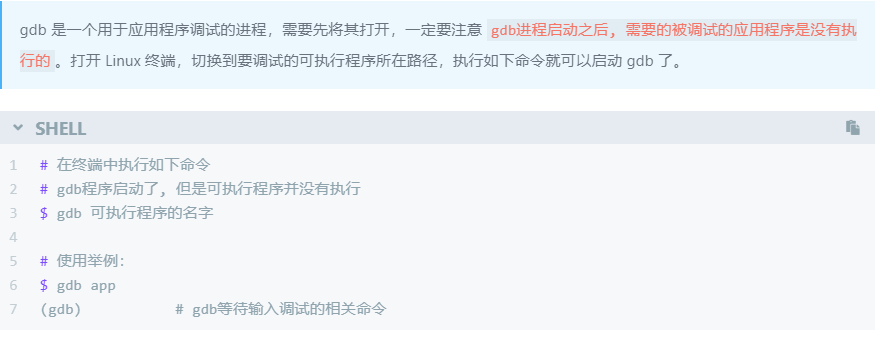 gdb 是一个用于应用程序调试的进程，需要先将其打开，一定要注意 gdb进程启动之后, 需要的被调试的应用程序是没有执
行的 。打开 Linux 终端，切换到要调试的可执行程序所在路径，执行如下命令就可以启动 gdb 了。
SHELL
1 # 在终端中执行如下命令
2 # gdb程序启动了, 但是可执行程序并没有执行
3 $ gdb 可执行程序的名字
4
5 # 使用举例:
6 $ gdb app
7 (gdb) # gdb等待输入调试的相关命令